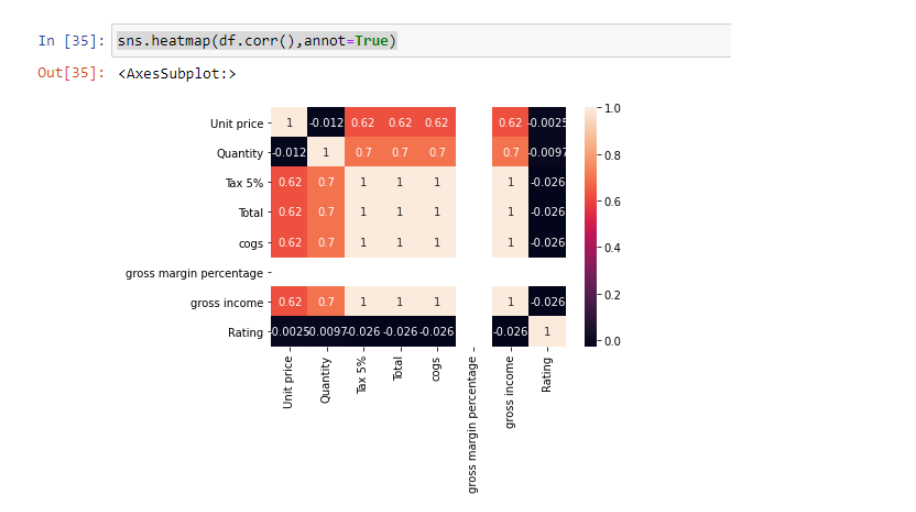 In [35]: sns.heatmap(df.corr(),annot=True)
Out[35]: <AxesSubplot:>
Unit price - 1 -0.012 0.62 0.62 0.62 0.62 -0.0025
Quantity -0.012 1 0.7 0.7 0.7 0.7 -0.0097
Tax 5% - 0.62 0.7 1 1 1 1 -0.026
Total - 0.62 0.7 1 1 1 1 -0.026
cogs - 0.62 0.7 1 1 1 1 -0.026
gross margin percentage -
gross income - 0.62 0.7 1 1 1 1 -0.026
Rating -0.0025 -0.0097 -0.026 -0.026 -0.026 -0.026 1
Unit price
Quantity
Tax 5%
Total
cogs
gross margin percentage
gross income
Rating
1.0
0.8
0.6
0.4
0.2
0.0